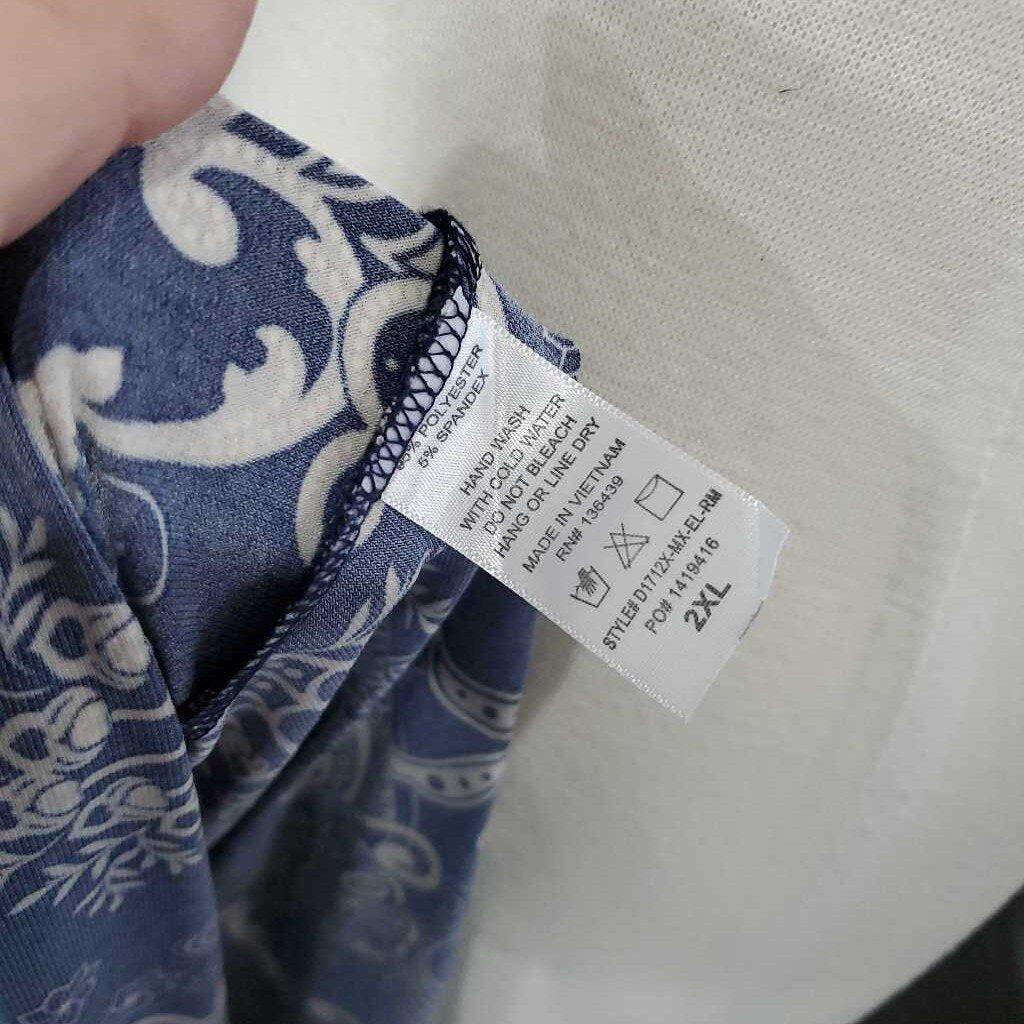 95% POLYESTER
5% SPANDEX
HAND WASH
WITH COLD WATER
DO NOT BLEACH
HANG OR LINE DRY
MADE IN VIETNAM
RN# 136439
STYLE# D1712X-MX-EL-RM
PO# 1419416
2XL